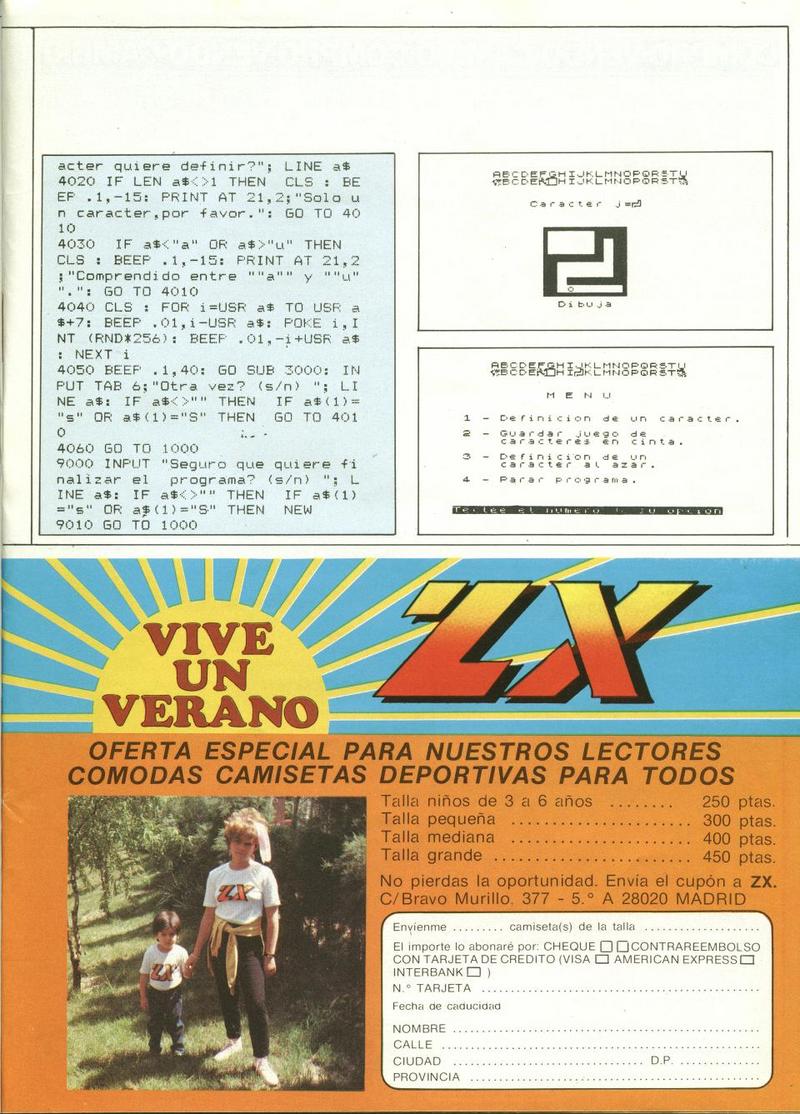 acter quiere definir?"; LINE a$
4020 IF LEN a$<>1 THEN  CLS : BE
EP .1,-15: PRINT AT 21,2;"Solo u
n caracter,por favor.": GO TO 40
10
4030  IF a$<"a" OR a$>"u" THEN
CLS : BEEP .1,-15: PRINT AT 21,2
;"Comprendido entre ""a"" y ""u"
".": GO TO 4010
4040 CLS : FOR i=USR a$ TO USR a
$+7: BEEP .01,i-USR a$: POKE i,I
NT (RND*256): BEEP .01,-i+USR a$
: NEXT i
4050 BEEP .1,40: GO SUB 3000: IN
PUT TAB 6;"Otra vez? (s/n) "; LI
NE a$: IF a$<>"" THEN  IF a$(1)=
"s" OR a$(1)="S" THEN  GO TO 401
0
4060 GO TO 1000
9000 INPUT "Seguro que quiere fi
nalizar el  programa? (s/n) "; L
INE a$: IF a$<>"" THEN  IF a$(1)
="s" OR a$(1)="S" THEN  NEW
9010 GO TO 1000
ABCDEFGHIJKLMNOPQRSTU
Caracter j=
Dibuja
ABCDEFGHIJKLMNOPQRSTU
M E N U
1 - Definicion de un caracter.
2 - Guardar juego de
caracteres en cinta.
3 - Definicion de un
caracter al azar.
4 - Parar programa.
Teclee el numero de su opcion
VIVE
UN
VERANO
ZX
OFERTA ESPECIAL PARA NUESTROS LECTORES
COMODAS CAMISETAS DEPORTIVAS PARA TODOS
Talla niños de 3 a 6 años ........ 250 ptas.
Talla pequeña ...................... 300 ptas.
Talla mediana ...................... 400 ptas.
Talla grande ........................ 450 ptas.
No pierdas la oportunidad. Envía el cupón a ZX.
C/Bravo Murillo, 377 - 5.º A 28020 MADRID
ZX
ZX
Envíenme ......... camiseta(s) de la talla ....................
El importe lo abonaré por: CHEQUE □ □ CONTRAREEMBOLSO
CON TARJETA DE CREDITO (VISA □ AMERICAN EXPRESS □
INTERBANK □ )
N.º TARJETA ..................................................
Fecha de caducidad
NOMBRE ......................................................
CALLE ........................................................
CIUDAD ................................... D.P. ...............
PROVINCIA ...................................................